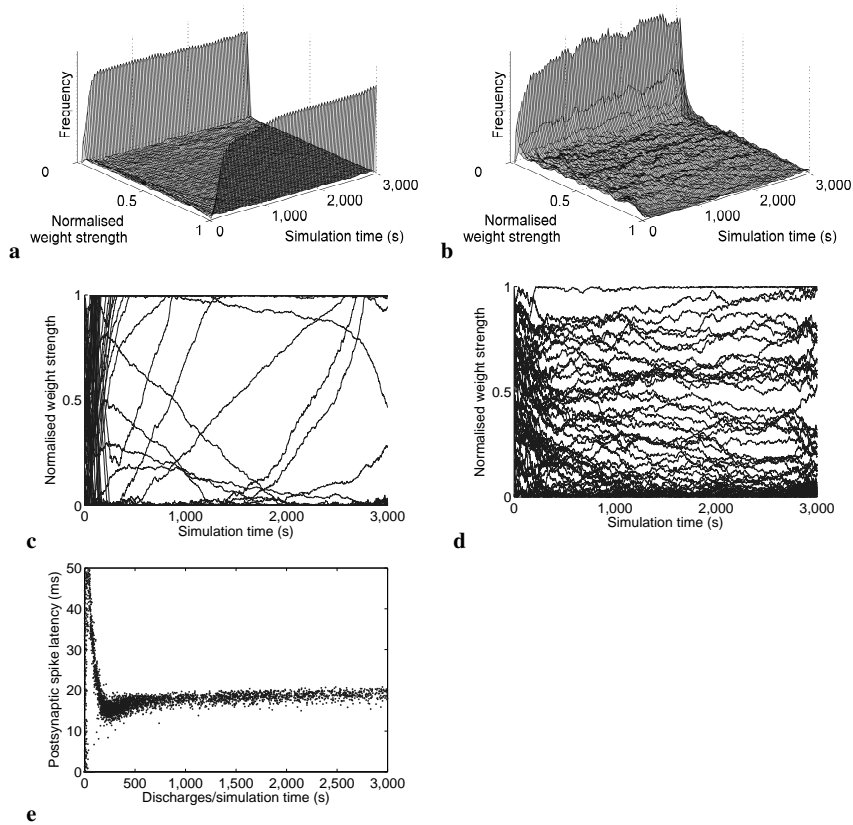 Frequency
0
0.5
1
Normalised
weight strength
0
1,000
2,000
3,000
Simulation time (s)
a
Frequency
0
0.5
1
Normalised
weight strength
0
1,000
2,000
3,000
Simulation time (s)
b
Normalised weight strength
1
0.5
0
0
1,000
2,000
3,000
Simulation time (s)
c
Normalised weight strength
1
0.5
0
0
1,000
2,000
3,000
Simulation time (s)
d
Postsynaptic spike latency (ms)
50
40
30
20
10
0
0
500
1,000
1,500
2,000
2,500
3,000
Discharges/simulation time (s)
e